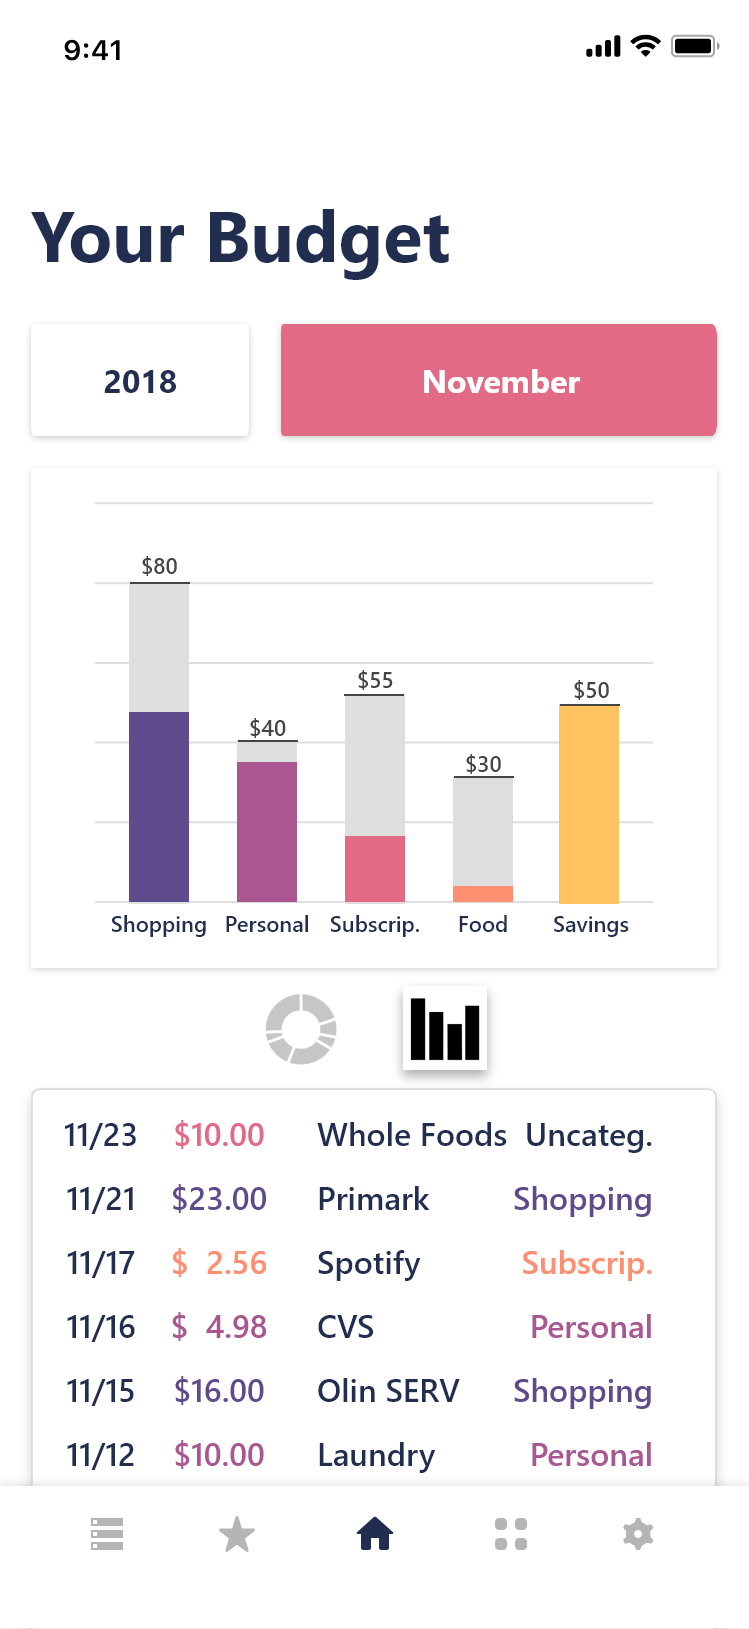 9:41
Your Budget
2018 November
$80
$55
$50
$40
$30
Shopping Personal Subscrip. Food Savings
11/23 $10.00 Whole Foods Uncateg.
11/21 $23.00 Primark Shopping
11/17 $ 2.56 Spotify Subscrip.
11/16 $ 4.98 CVS Personal
11/15 $16.00 Olin SERV Shopping
11/12 $10.00 Laundry Personal